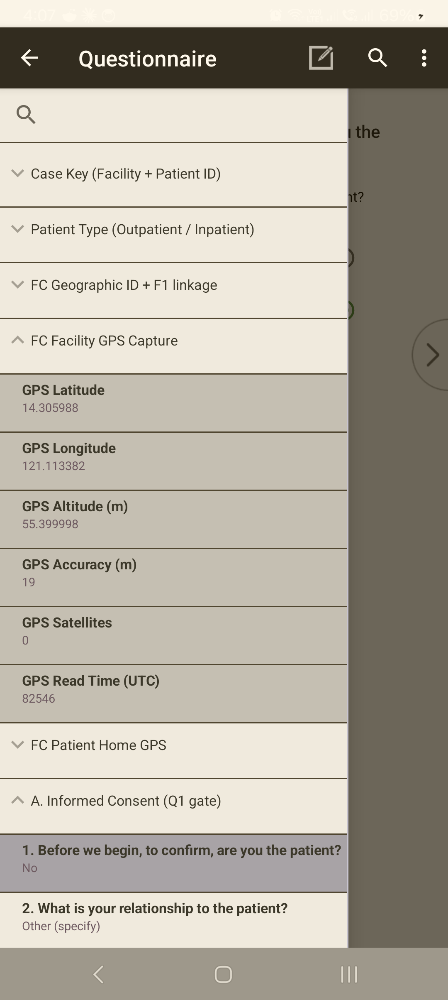 4:07
69%
Questionnaire
the
Case Key (Facility + Patient ID)
nt?
Patient Type (Outpatient / Inpatient)
FC Geographic ID + F1 linkage
FC Facility GPS Capture
GPS Latitude
14.305988
GPS Longitude
121.113382
GPS Altitude (m)
55.399998
GPS Accuracy (m)
19
GPS Satellites
0
GPS Read Time (UTC)
82546
FC Patient Home GPS
A. Informed Consent (Q1 gate)
1. Before we begin, to confirm, are you the patient?
No
2. What is your relationship to the patient?
Other (specify)